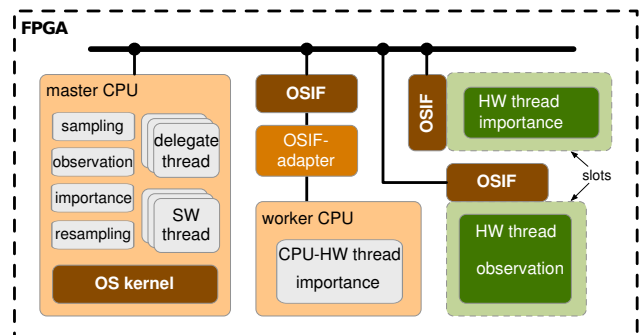 FPGA
master CPU
sampling
observation
importance
resampling
delegate
thread
SW
thread
OS kernel
OSIF
OSIF-
adapter
worker CPU
CPU-HW thread
importance
OSIF
HW thread
importance
slots
OSIF
HW thread
observation